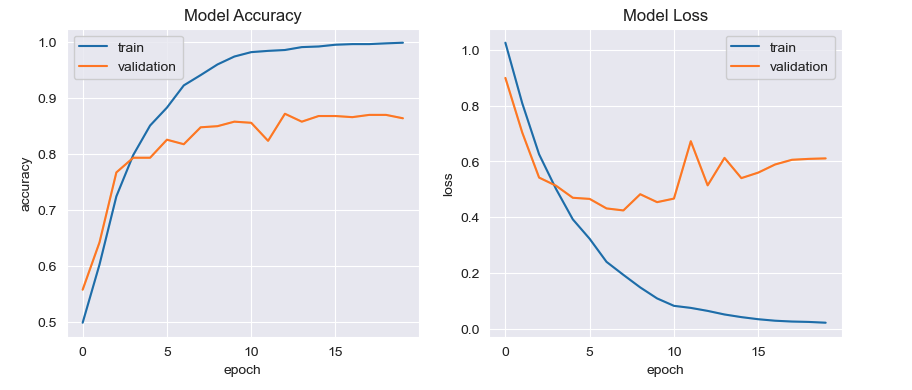 Model Accuracy
train
validation
1.0
0.9
0.8
0.7
0.6
0.5
accuracy
0
5
10
15
epoch
Model Loss
train
validation
1.0
0.8
0.6
0.4
0.2
0.0
loss
0
5
10
15
epoch